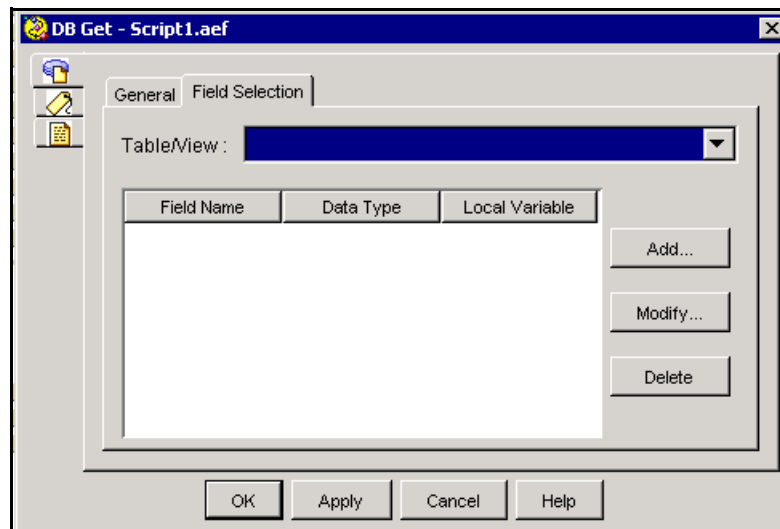 DB Get - Script1.aef
General Field Selection
Table/View :
Field Name Data Type Local Variable
Add...
Modify...
Delete
OK Apply Cancel Help